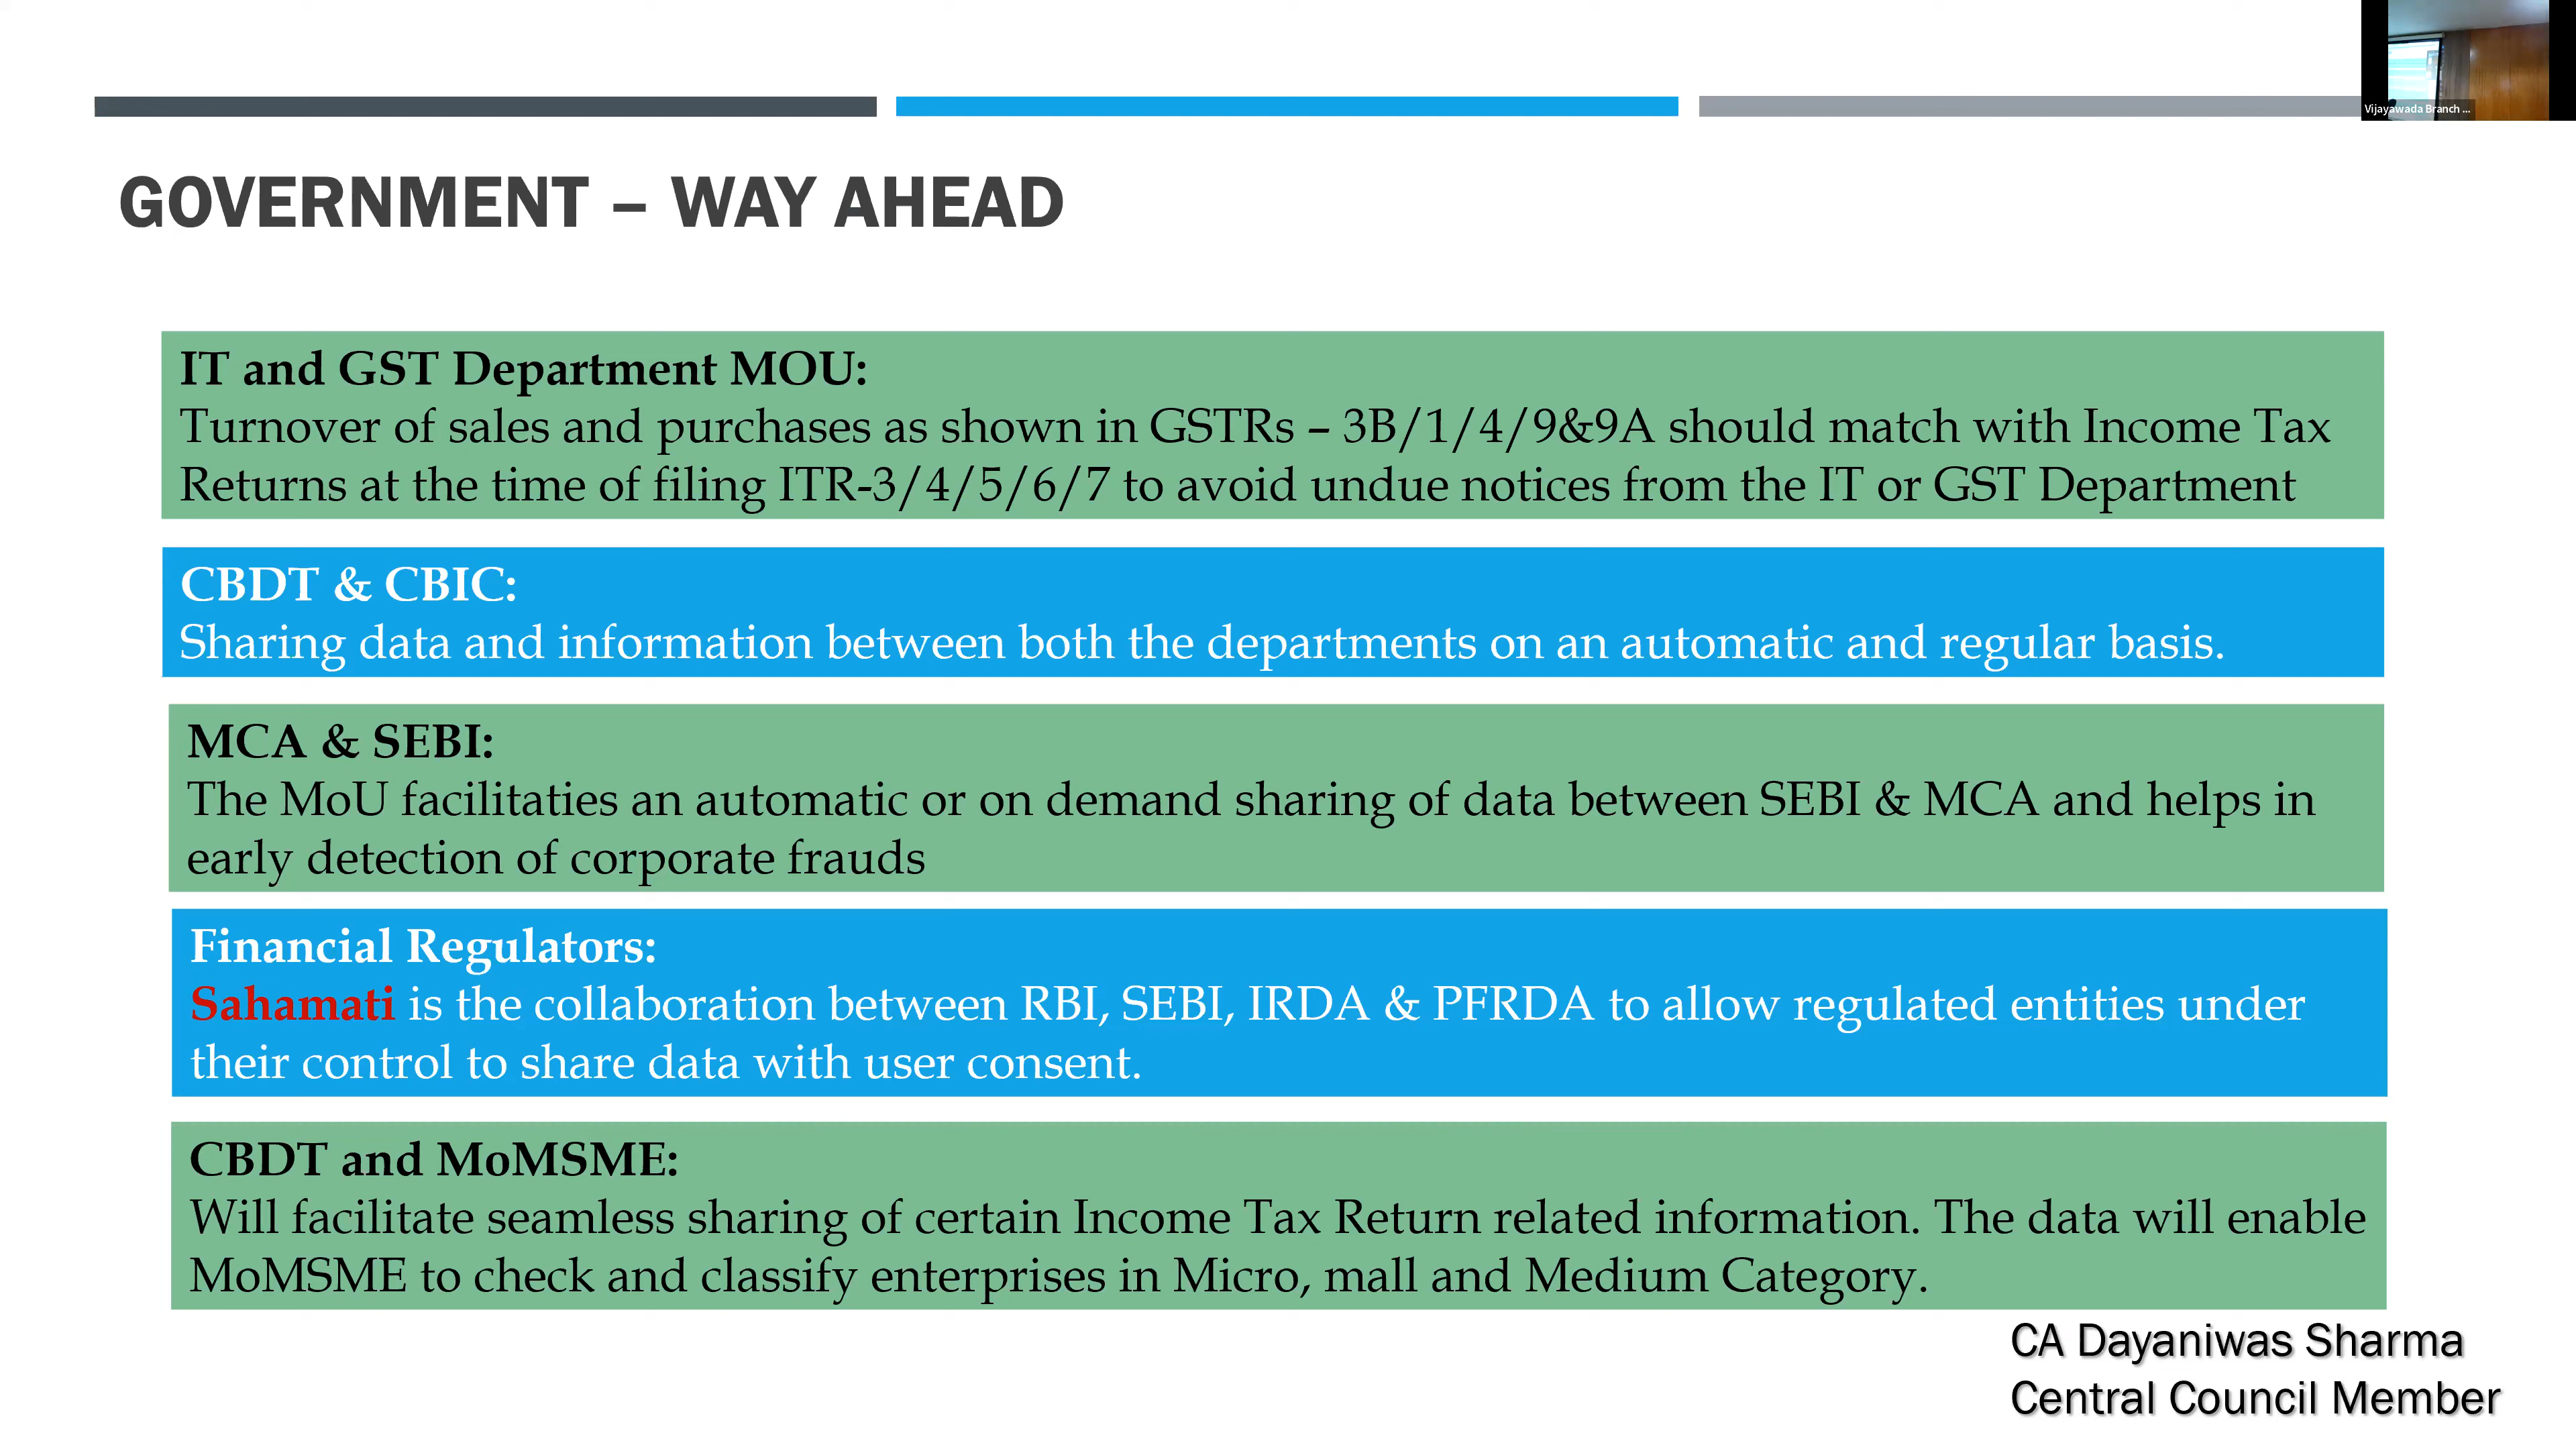 Vijayawada Branch ...
GOVERNMENT – WAY AHEAD
IT and GST Department MOU:
Turnover of sales and purchases as shown in GSTRs – 3B/1/4/9&9A should match with Income Tax
Returns at the time of filing ITR-3/4/5/6/7 to avoid undue notices from the IT or GST Department
CBDT & CBIC:
Sharing data and information between both the departments on an automatic and regular basis.
MCA & SEBI:
The MoU facilitaties an automatic or on demand sharing of data between SEBI & MCA and helps in
early detection of corporate frauds
Financial Regulators:
Sahamati is the collaboration between RBI, SEBI, IRDA & PFRDA to allow regulated entities under
their control to share data with user consent.
CBDT and MoMSME:
Will facilitate seamless sharing of certain Income Tax Return related information. The data will enable
MoMSME to check and classify enterprises in Micro, mall and Medium Category.
CA Dayaniwas Sharma
Central Council Member